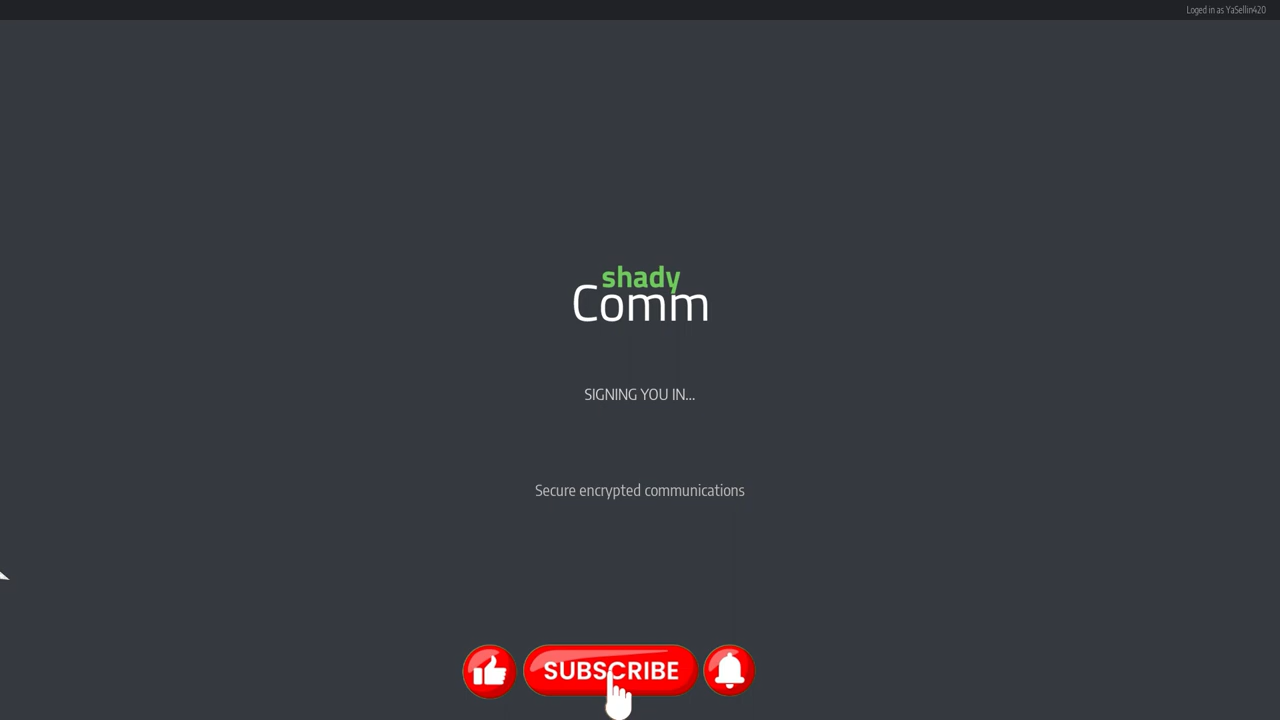 Loged in as YaSellin420
shady
Comm
SIGNING YOU IN...
Secure encrypted communications
SUBSCRIBE